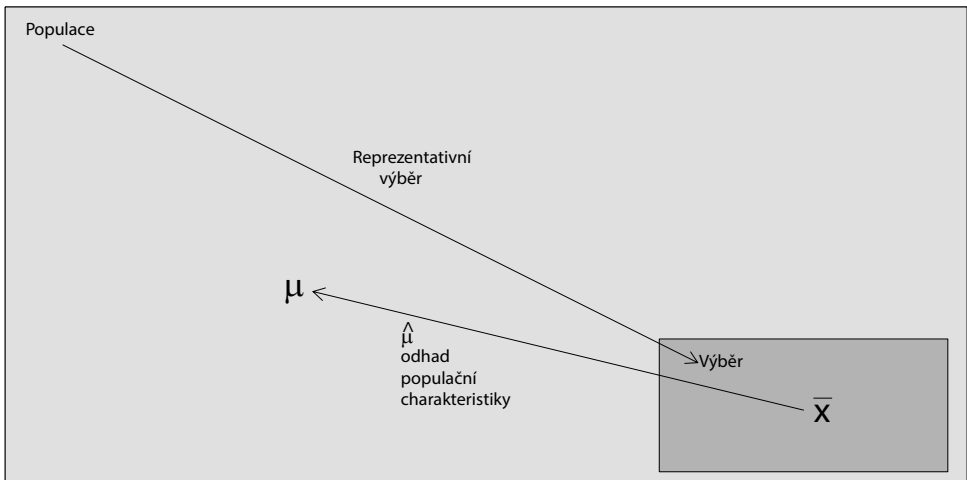 Populace
Reprezentativní
výběr
μ
μ̂
odhad
populační
charakteristiky
Výběr
x̄